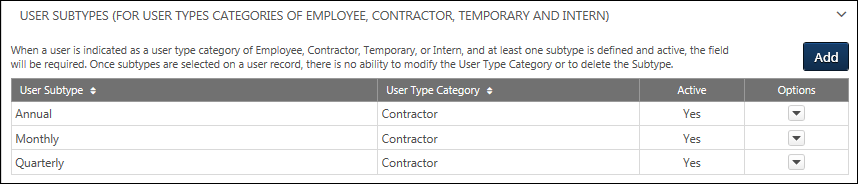 USER SUBTYPES (FOR USER TYPES CATEGORIES OF EMPLOYEE, CONTRACTOR, TEMPORARY AND INTERN)
When a user is indicated as a user type category of Employee, Contractor, Temporary, or Intern, and at least one subtype is defined and active, the field
will be required. Once subtypes are selected on a user record, there is no ability to modify the User Type Category or to delete the Subtype.
Add
User Subtype User Type Category Active Options
Annual Contractor Yes
Monthly Contractor Yes
Quarterly Contractor Yes